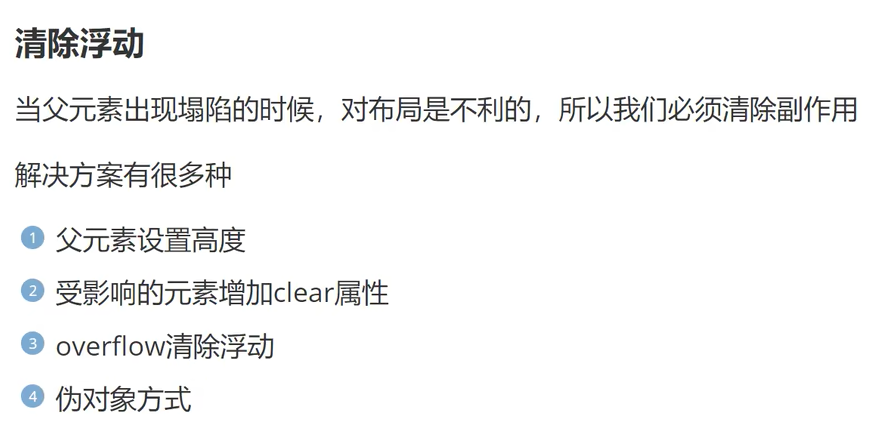 清除浮动
当父元素出现塌陷的时候，对布局是不利的，所以我们必须清除副作用
解决方案有很多种
1 父元素设置高度
2 受影响的元素增加clear属性
3 overflow清除浮动
4 伪对象方式